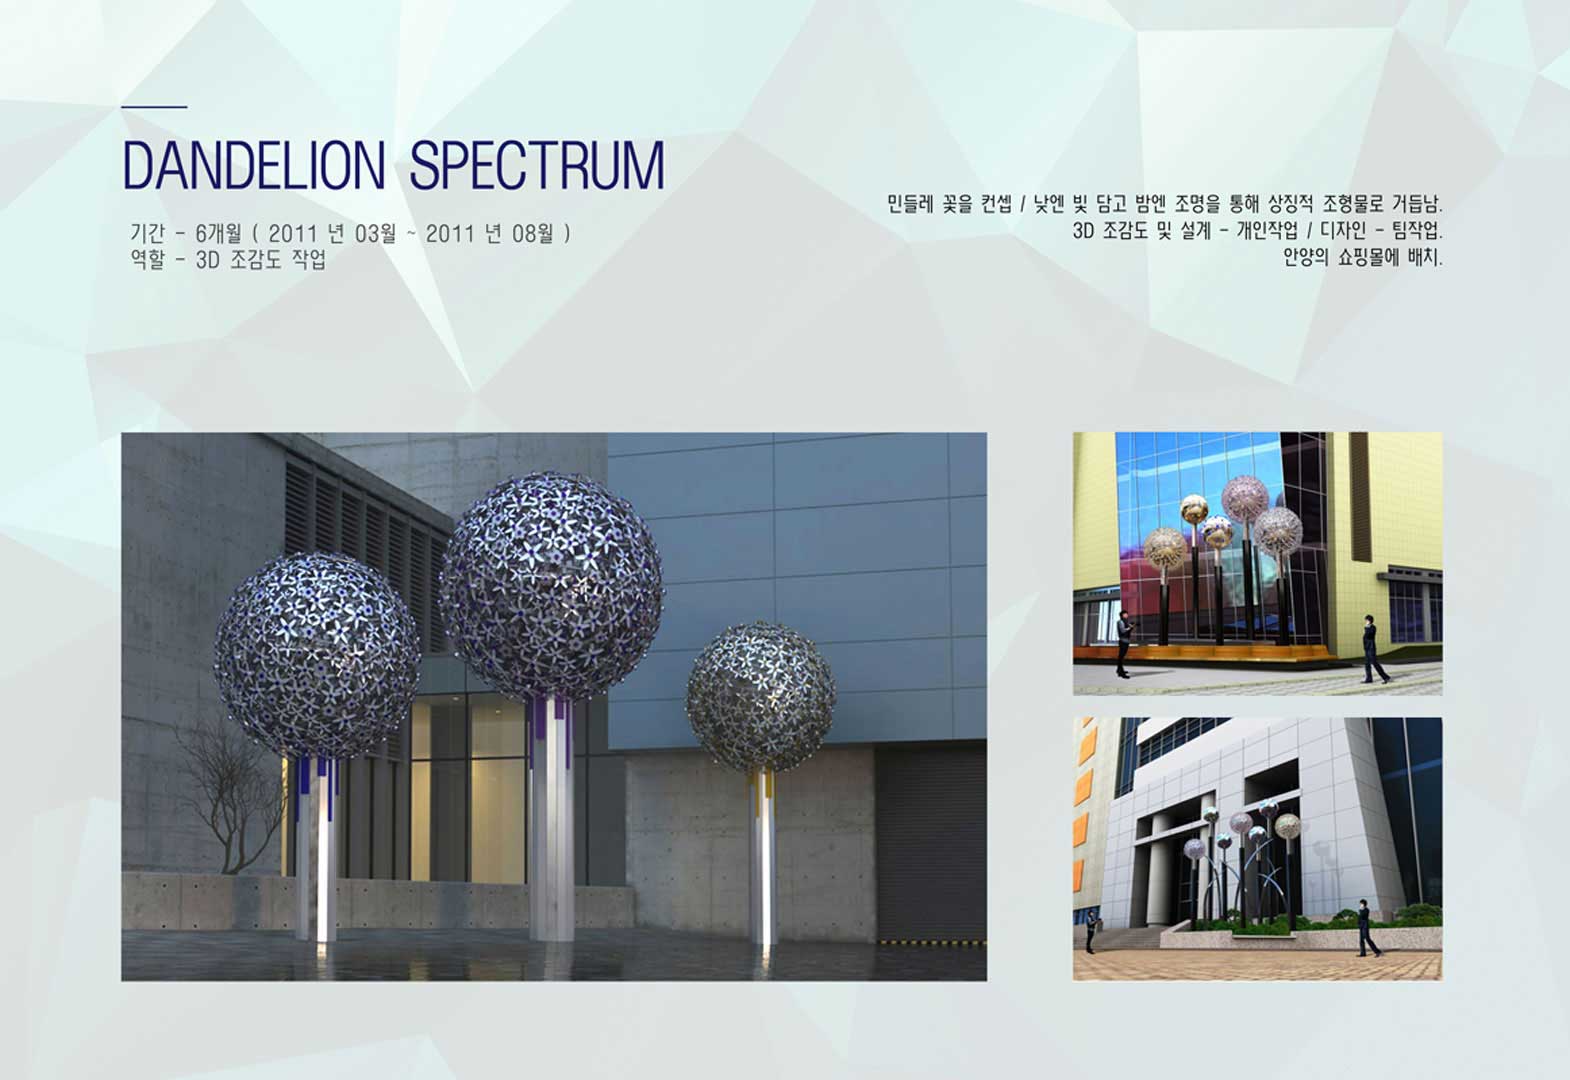 DANDELION SPECTRUM
기간 - 6개월 ( 2011 년 03월 ~ 2011 년 08월 )
역할 - 3D 조감도 작업
민들레 꽃을 컨셉 / 낮엔 빛 담고 밤엔 조명을 통해 상징적 조형물로 거듭남.
3D 조감도 및 설계 - 개인작업 / 디자인 - 팀작업.
안양의 쇼핑몰에 배치.